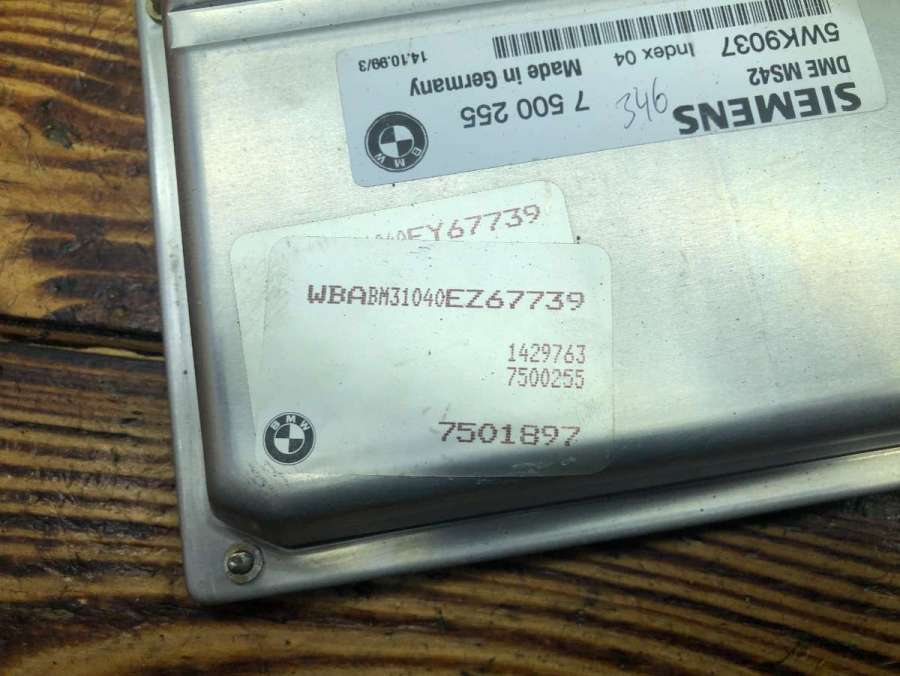 SIEMENS
DME MS42
5WK9037 Index 04 Made in Germany
7 500 255
14.10.99/3
346
BMW
EY67739
WBABM31040EZ67739
1429763
7500255
7501897
BMW